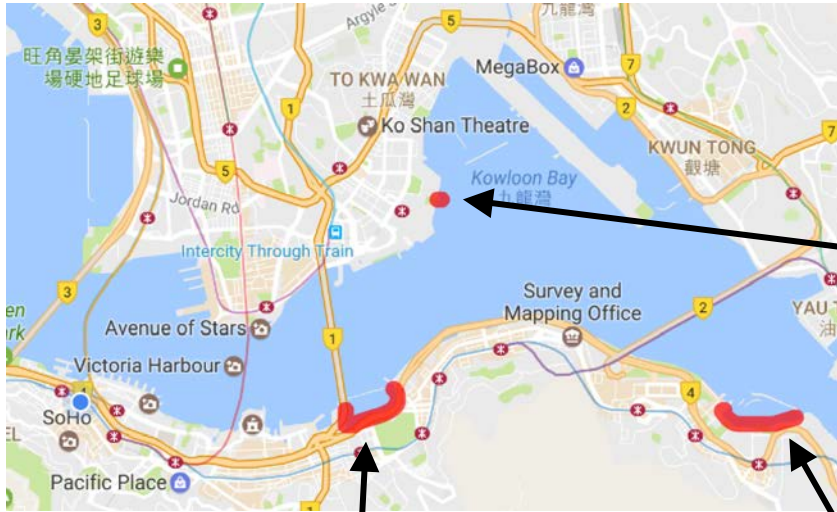 3
Argyle S
5
九龍灣
旺角晏架街遊樂
場硬地足球場
TO KWA WAN
土瓜灣
MegaBox
7
1
2
Ko Shan Theatre
KWUN TONG
觀塘
7
5
Kowloon Bay
九龍灣
Jordan Rd
Intercity Through Train
3
en
rk
Survey and
Mapping Office
2
YAU
油
Avenue of Stars
1
Victoria Harbour
4
SoHo
4
EL
Pacific Place
1